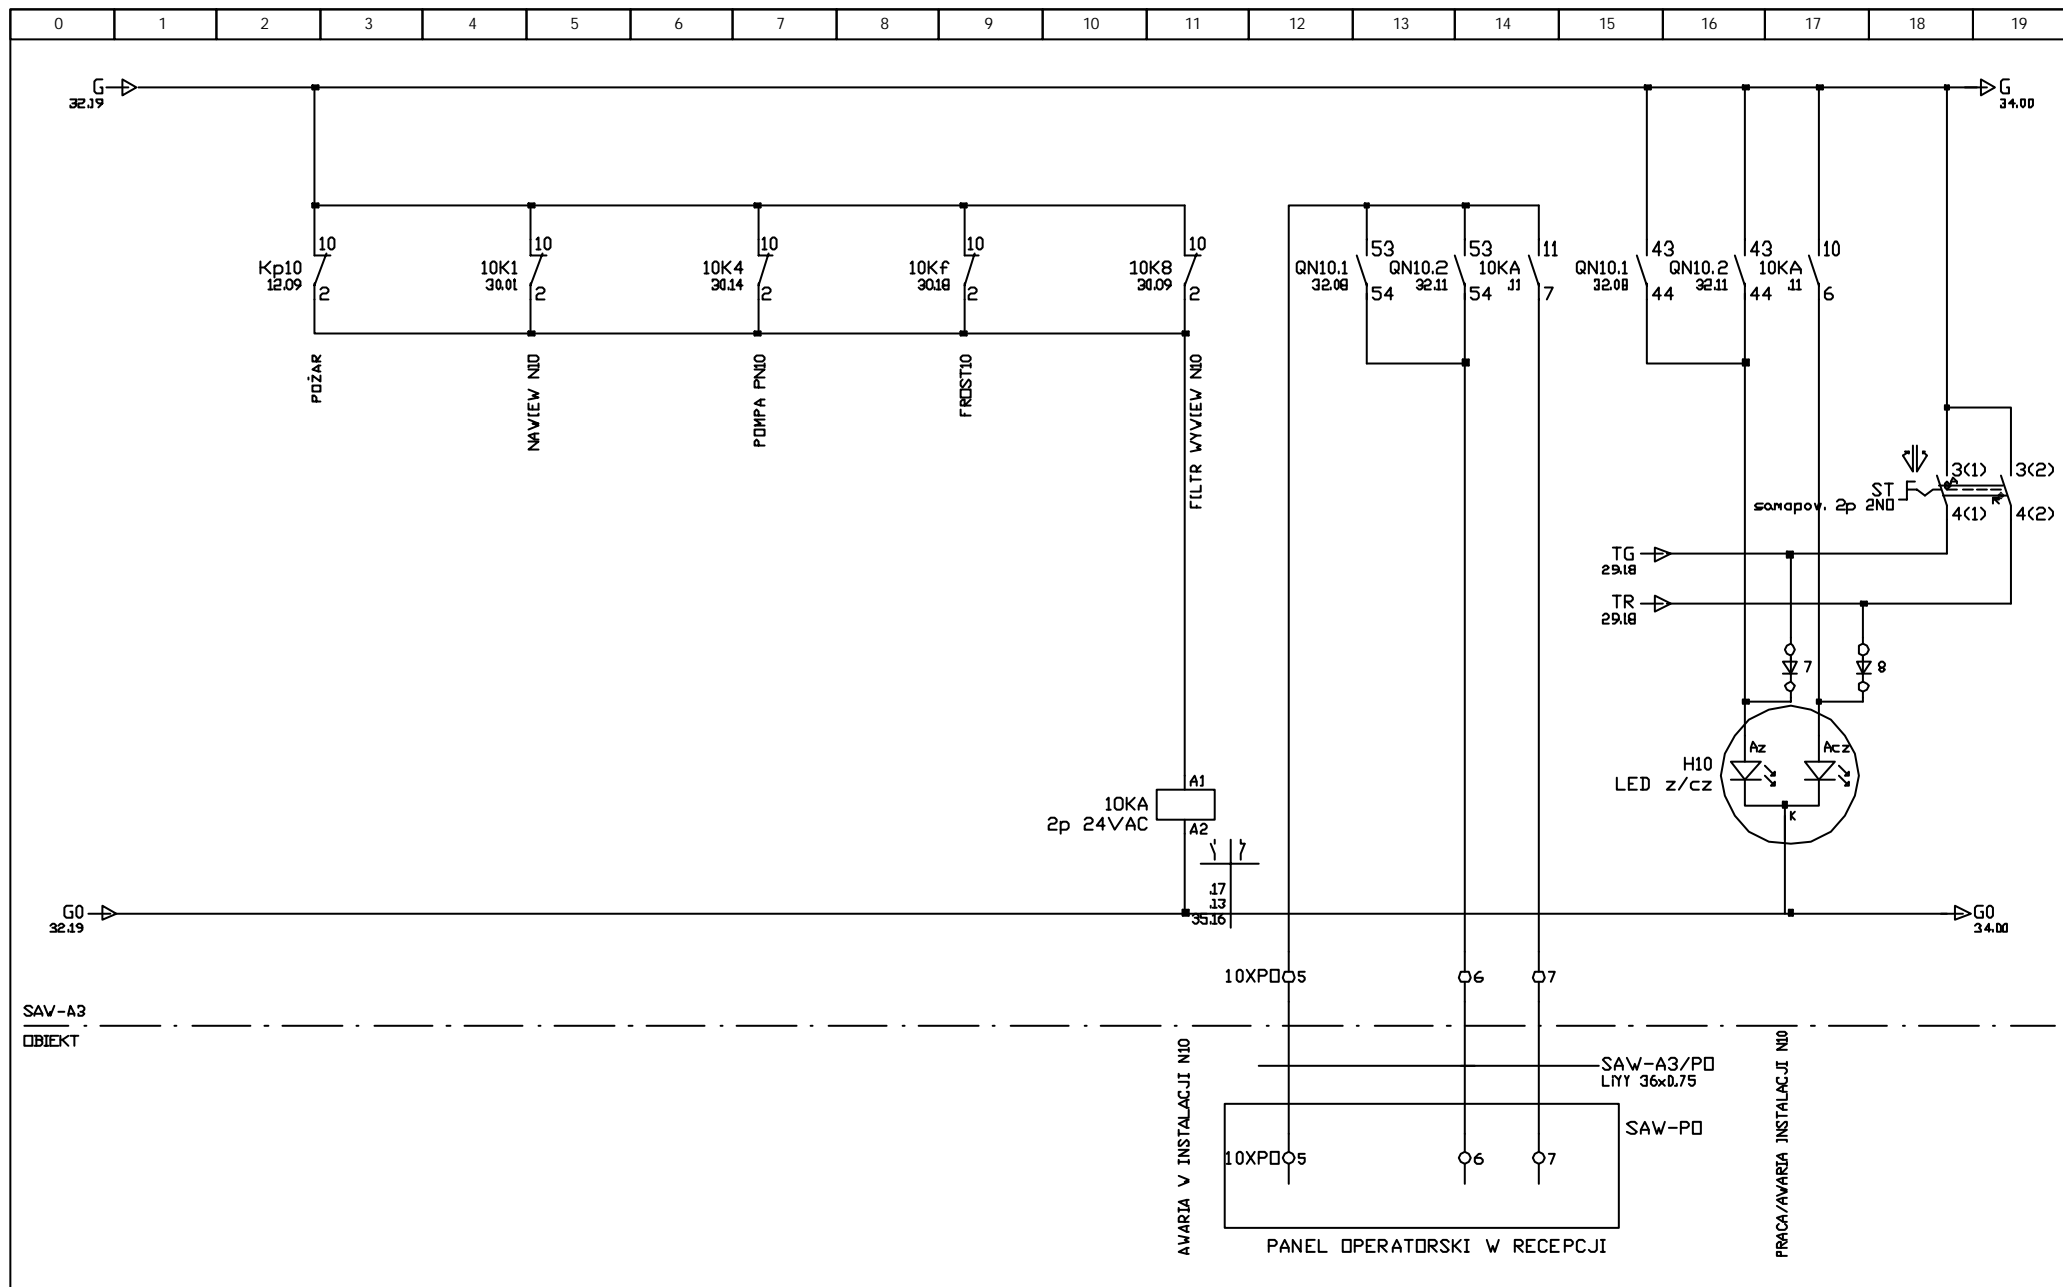 0 1 2 3 4 5 6 7 8 9 10 11 12 13 14 15 16 17 18 19
G
32.19
G
34.00
10
Kp10
12.09
2
POŻAR
10
10K1
30.01
2
NAWIEW N10
10
10K4
30.14
2
POMPA PN10
10
10Kf
30.18
2
FROST10
10
10K8
30.09
2
FILTR WYWIEW N10
53
QN10.1
32.08
54
53
QN10.2
32.11
54
11
10KA
.11
7
43
QN10.1
32.08
44
43
QN10.2
32.11
44
10
10KA
.11
6
3(1)
3(2)
ST
samopow. 2p 2NO
4(1)
4(2)
TG
29.18
TR
29.18
7
8
Az
Acz
H10
LED z/cz
K
A1
10KA
2p 24VAC
A2
.17
.13
35.16
G0
32.19
G0
34.00
10XPO 5
6
7
SAW-A3
OBIEKT
SAW-A3/PO
LIYY 36x0.75
SAW-PO
10XPO 5
6
7
PANEL OPERATORSKI W RECEPCJI
AWARIA W INSTALACJI N10
PRACA/AWARIA INSTALACJI N10